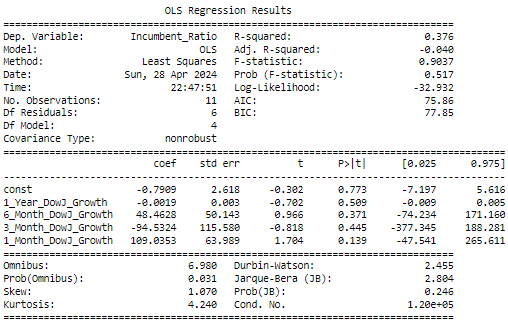 OLS Regression Results
==============================================================================
Dep. Variable: Incumbent_Ratio R-squared: 0.376
Model: OLS Adj. R-squared: -0.040
Method: Least Squares F-statistic: 0.9037
Date: Sun, 28 Apr 2024 Prob (F-statistic): 0.517
Time: 22:47:51 Log-Likelihood: -32.932
No. Observations: 11 AIC: 75.86
Df Residuals: 6 BIC: 77.85
Df Model: 4
Covariance Type: nonrobust
==============================================================================
coef std err t P>|t| [0.025 0.975]
------------------------------------------------------------------------------
const -0.7909 2.618 -0.302 0.773 -7.197 5.616
1_Year_DowJ_Growth -0.0019 0.003 -0.702 0.509 -0.009 0.005
6_Month_DowJ_Growth 48.4628 50.143 0.966 0.371 -74.234 171.160
3_Month_DowJ_Growth -94.5324 115.580 -0.818 0.445 -377.345 188.281
1_Month_DowJ_Growth 109.0353 63.989 1.704 0.139 -47.541 265.611
==============================================================================
Omnibus: 6.980 Durbin-Watson: 2.455
Prob(Omnibus): 0.031 Jarque-Bera (JB): 2.804
Skew: 1.070 Prob(JB): 0.246
Kurtosis: 4.240 Cond. No. 1.20e+05
==============================================================================